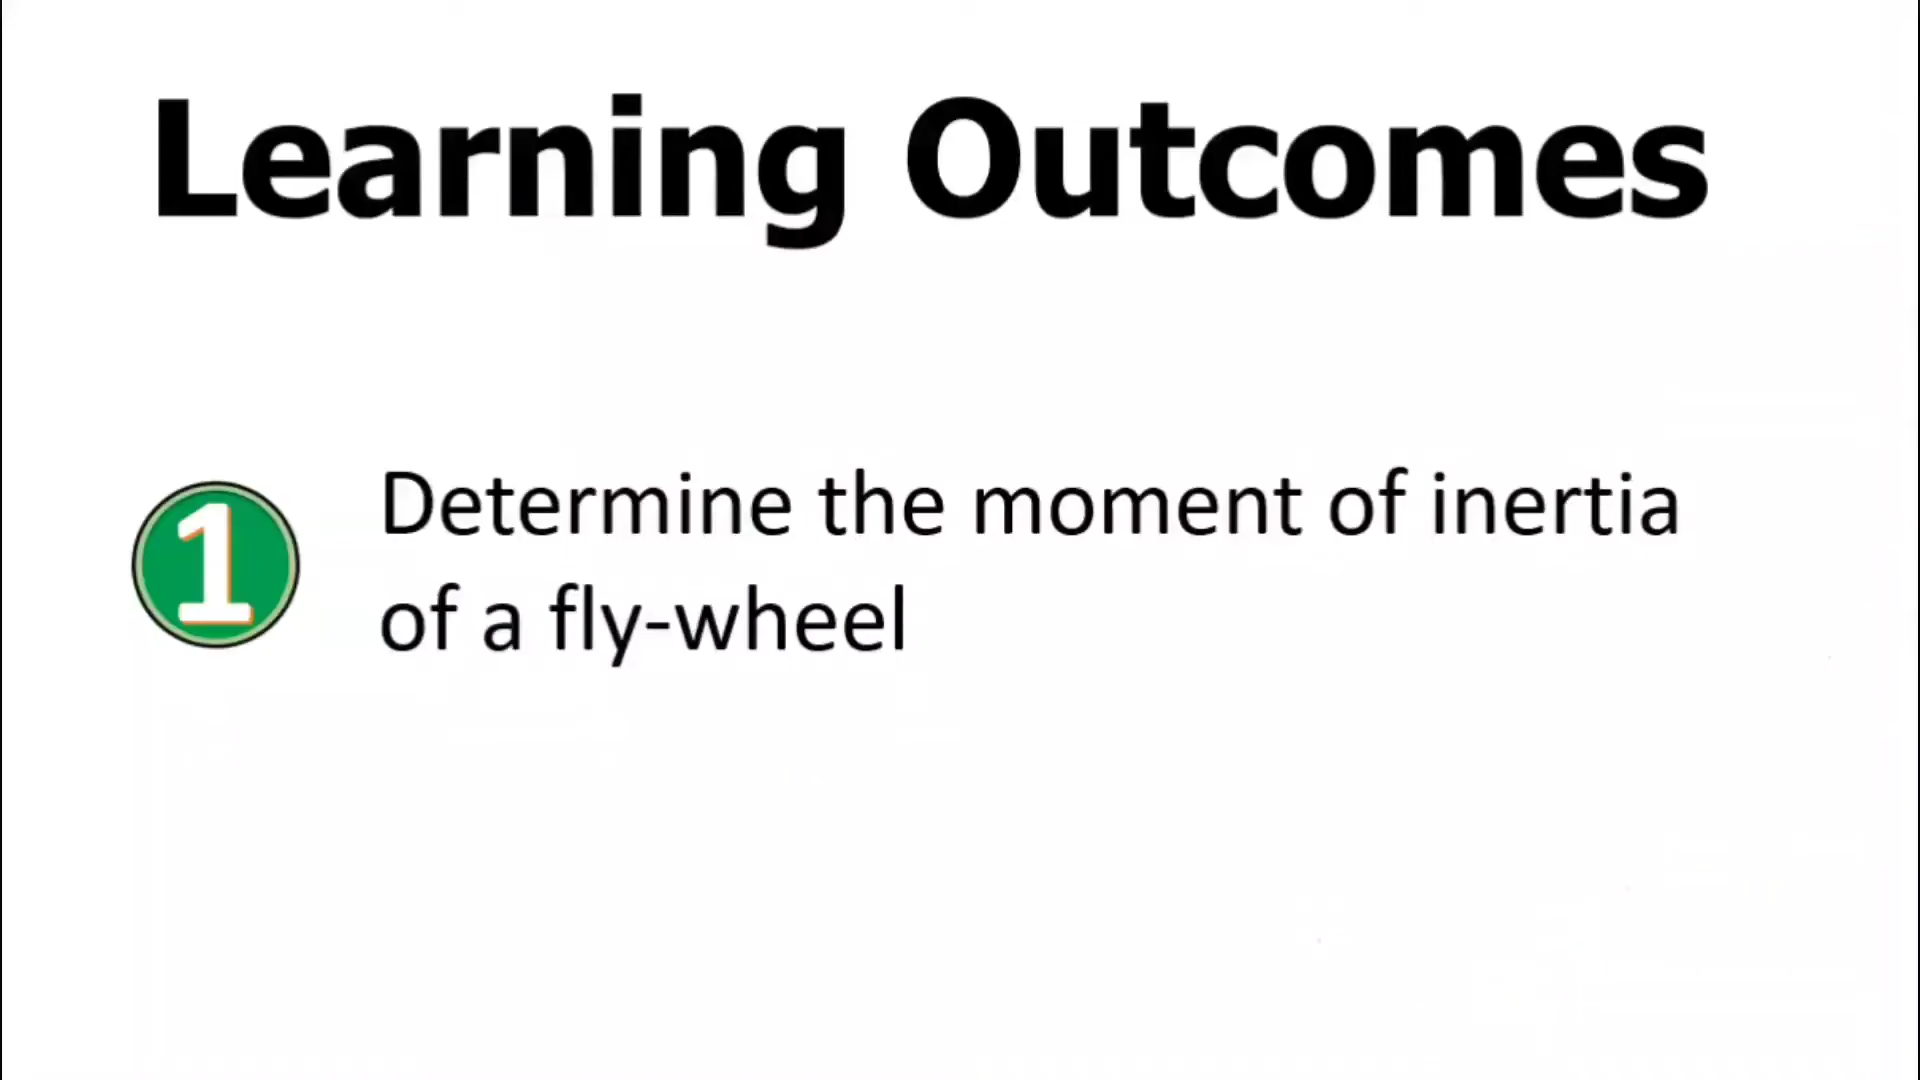 Learning Outcomes
1
Determine the moment of inertia
of a fly-wheel